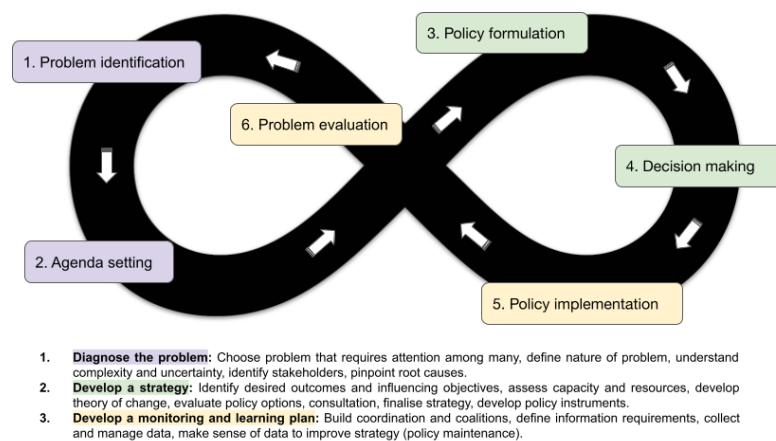 3. Policy formulation
1. Problem identification
6. Problem evaluation
4. Decision making
2. Agenda setting
5. Policy implementation
1. Diagnose the problem: Choose problem that requires attention among many, define nature of problem, understand
complexity and uncertainty, identify stakeholders, pinpoint root causes.
2. Develop a strategy: Identify desired outcomes and influencing objectives, assess capacity and resources, develop
theory of change, evaluate policy options, consultation, finalise strategy, develop policy instruments.
3. Develop a monitoring and learning plan: Build coordination and coalitions, define information requirements, collect
and manage data, make sense of data to improve strategy (policy maintenance).